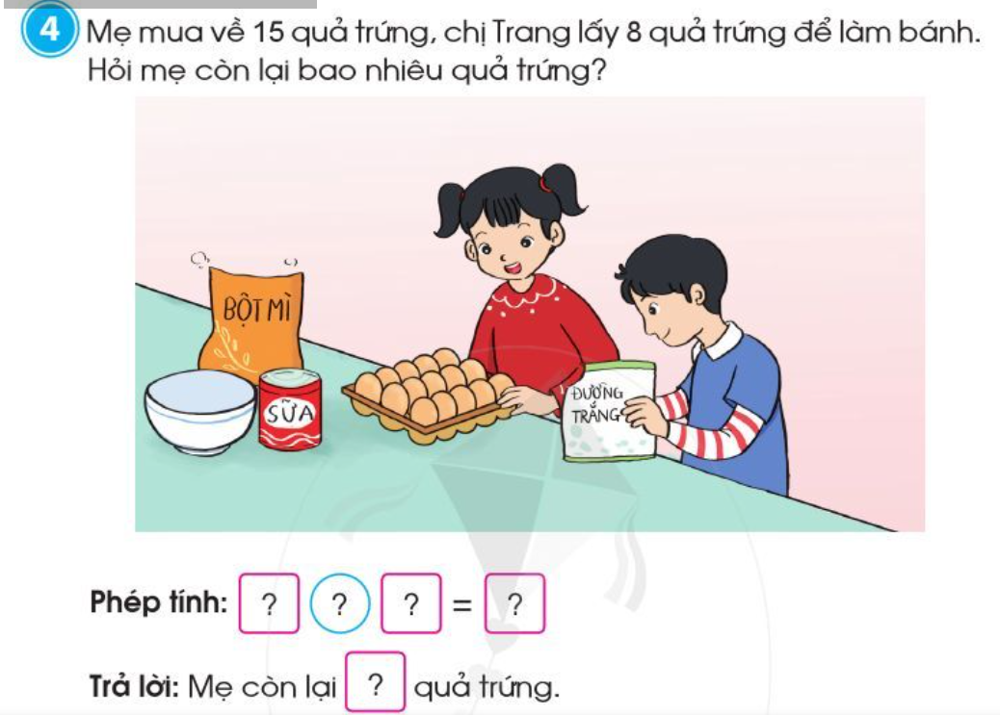 4 Mẹ mua về 15 quả trứng, chị Trang lấy 8 quả trứng để làm bánh.
Hỏi mẹ còn lại bao nhiêu quả trứng?
BỘT MÌ
SỮA
ĐƯỜNG
TRẮNG
Phép tính: ? ? ? = ?
Trả lời: Mẹ còn lại ? quả trứng.